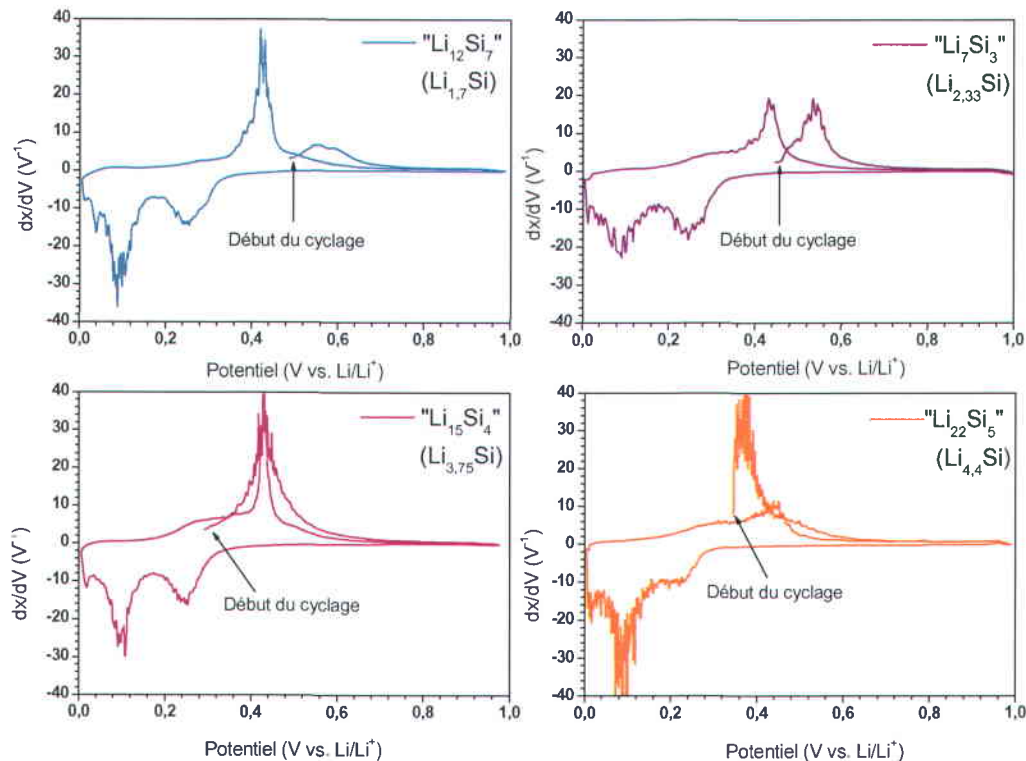 40
30
20
10
0
-10
-20
-30
-40
dx/dV (V⁻¹)
"Li₁₂Si₇"
(Li₁,₇Si)
Début du cyclage
0,0 0,2 0,4 0,6 0,8 1,0
Potentiel (V vs. Li/Li⁺)
40
30
20
10
0
-10
-20
-30
-40
dx/dV (V⁻¹)
"Li₇Si₃"
(Li₂,₃₃Si)
Début du cyclage
0,0 0,2 0,4 0,6 0,8 1,0
Potentiel (V vs. Li/Li⁺)
40
30
20
10
0
-10
-20
-30
-40
dx/dV (V⁻¹)
"Li₁₅Si₄"
(Li₃,₇₅Si)
Début du cyclage
0,0 0,2 0,4 0,6 0,8 1,0
Potentiel (V vs. Li/Li⁺)
40
30
20
10
0
-10
-20
-30
-40
dx/dV (V⁻¹)
"Li₂₂Si₅"
(Li₄,₄Si)
Début du cyclage
0,0 0,2 0,4 0,6 0,8 1,0
Potentiel (V vs. Li/Li⁺)